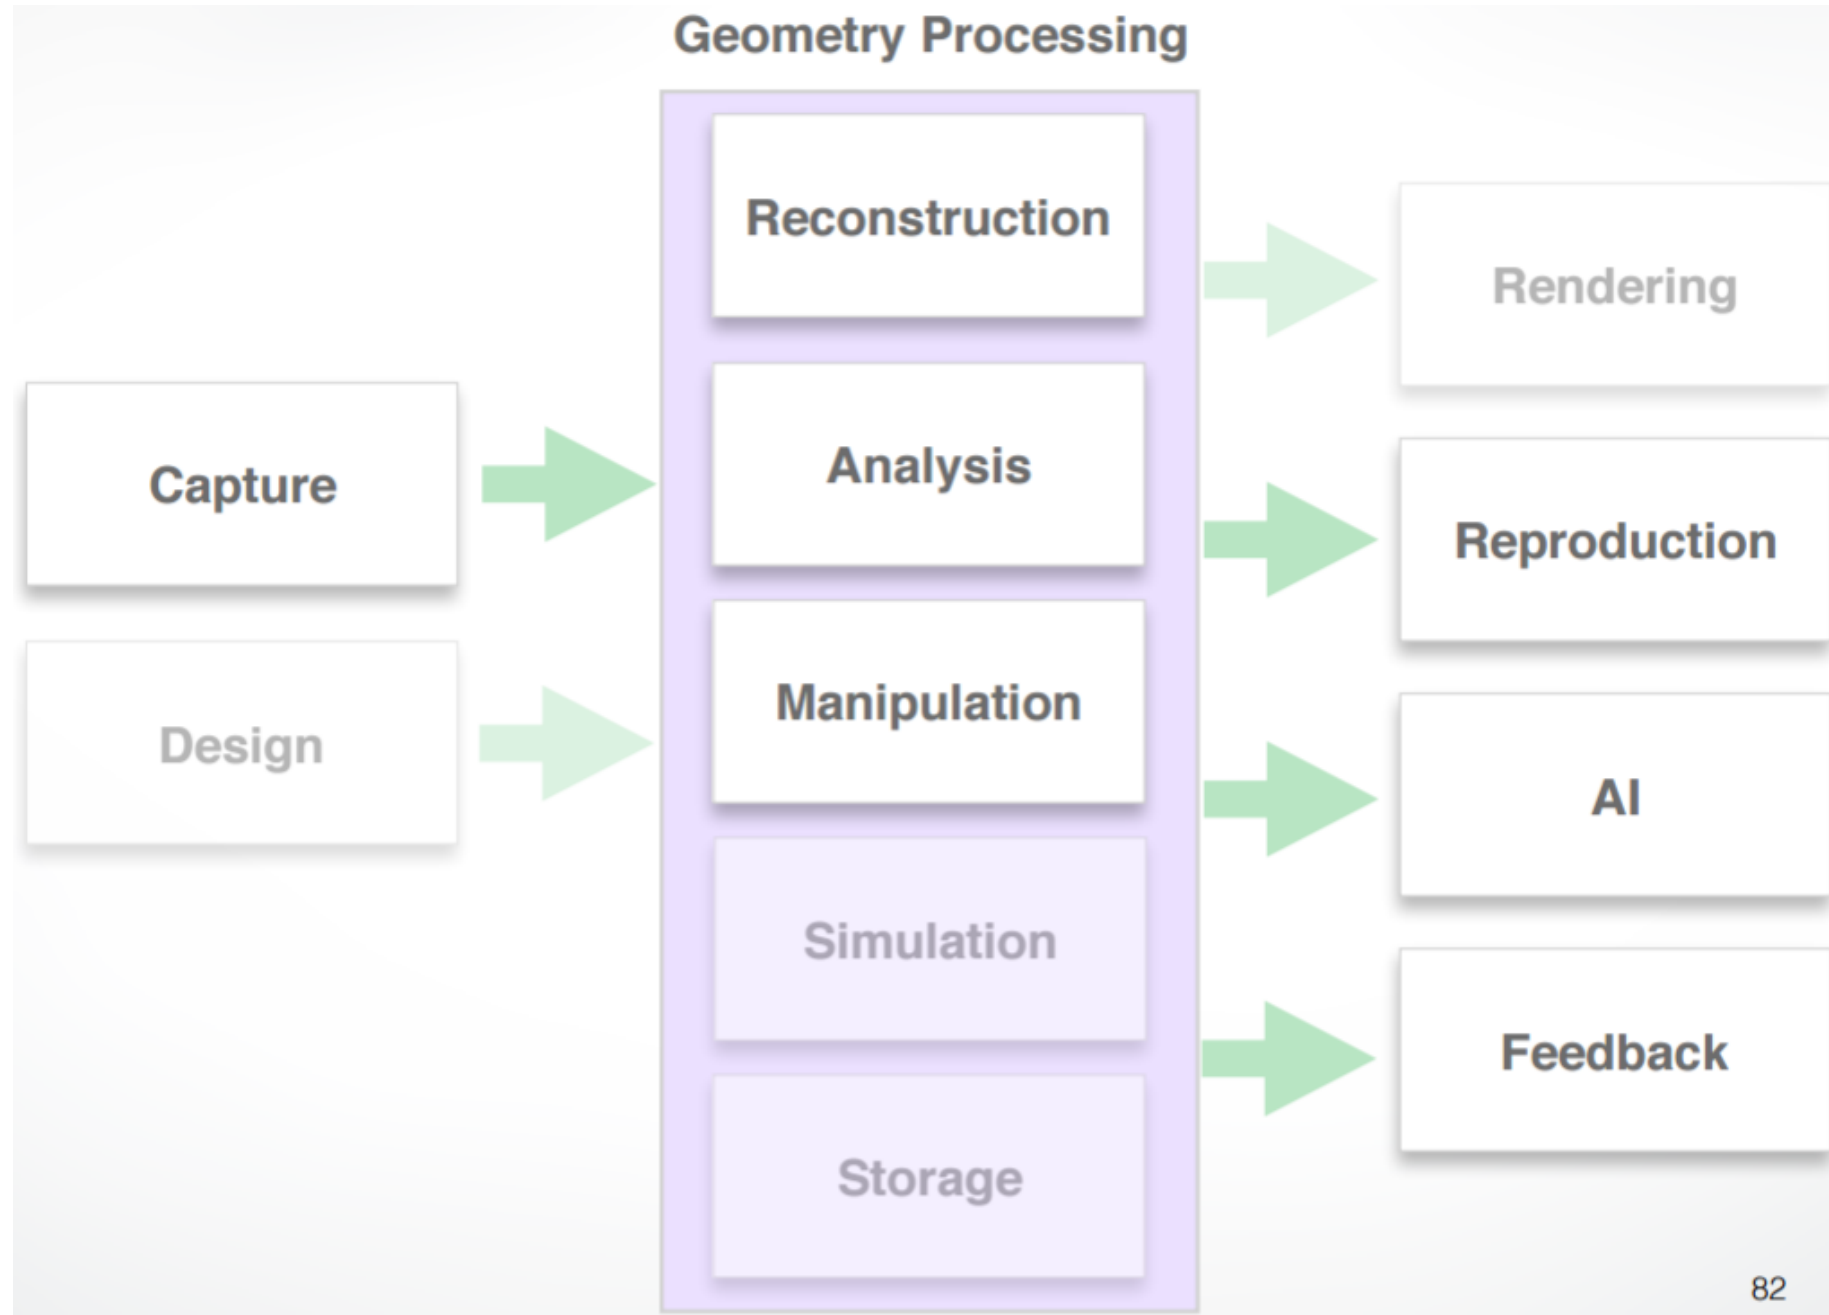 Geometry Processing
Capture
Design
Reconstruction
Analysis
Manipulation
Simulation
Storage
Rendering
Reproduction
AI
Feedback
82